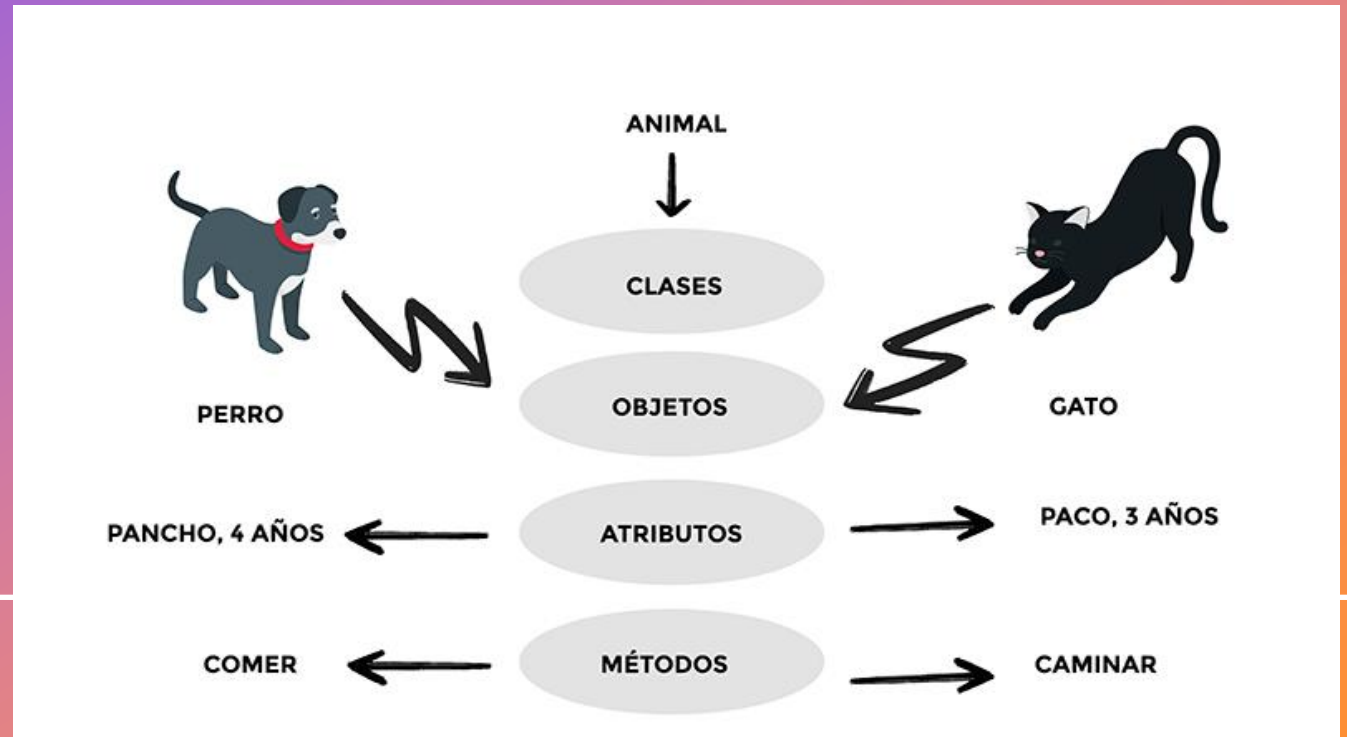 ANIMAL
CLASES
OBJETOS
PERRO
GATO
PANCHO, 4 AÑOS
ATRIBUTOS
PACO, 3 AÑOS
COMER
MÉTODOS
CAMINAR